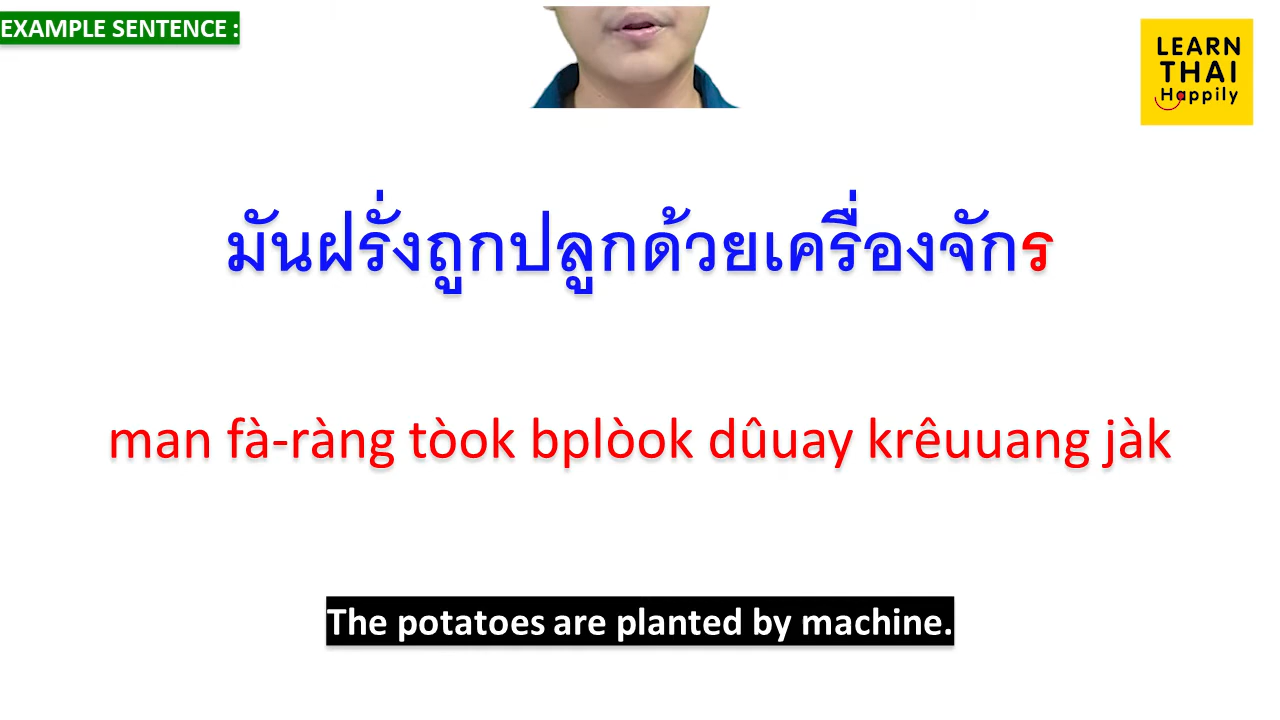 EXAMPLE SENTENCE :
LEARN
THAI
Happily
มันฝรั่งถูกปลูกด้วยเครื่องจักร
man fà-ràng tòok bplòok dûuay krêuuang jàk
The potatoes are planted by machine.